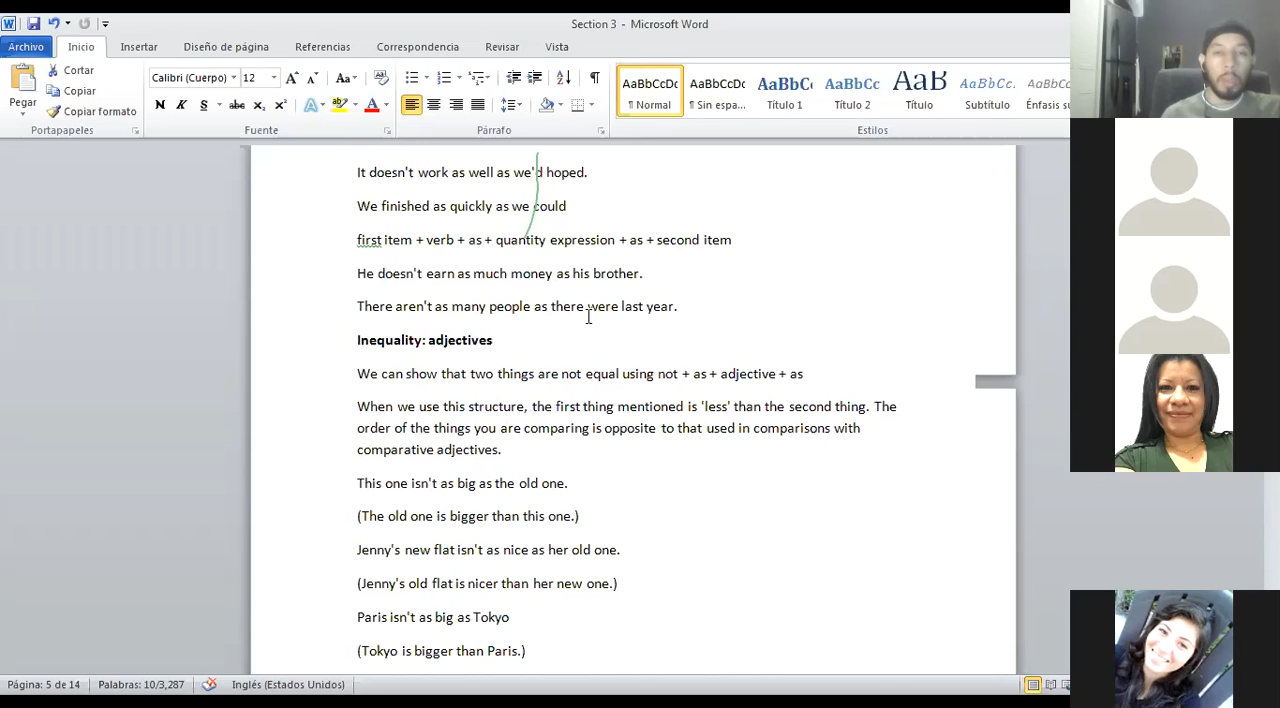 Section 3 - Microsoft Word
Archivo Inicio Insertar Diseño de página Referencias Correspondencia Revisar Vista
Pegar
Cortar
Copiar
Copiar formato
Portapapeles
Calibri (Cuerpo) 12
Fuente
Párrafo
AaBbCcDc AaBbCcDc AaBbC AaBbCc AaB AaBbCc. AaBbCc
¶ Normal ¶ Sin espa... Título 1 Título 2 Título Subtítulo Énfasis su
Estilos
It doesn't work as well as we'd hoped.
We finished as quickly as we could
first item + verb + as + quantity expression + as + second item
He doesn't earn as much money as his brother.
There aren't as many people as there were last year.
Inequality: adjectives
We can show that two things are not equal using not + as + adjective + as
When we use this structure, the first thing mentioned is 'less' than the second thing. The
order of the things you are comparing is opposite to that used in comparisons with
comparative adjectives.
This one isn't as big as the old one.
(The old one is bigger than this one.)
Jenny's new flat isn't as nice as her old one.
(Jenny's old flat is nicer than her new one.)
Paris isn't as big as Tokyo
(Tokyo is bigger than Paris.)
Página: 5 de 14 Palabras: 10/3,287 Inglés (Estados Unidos)